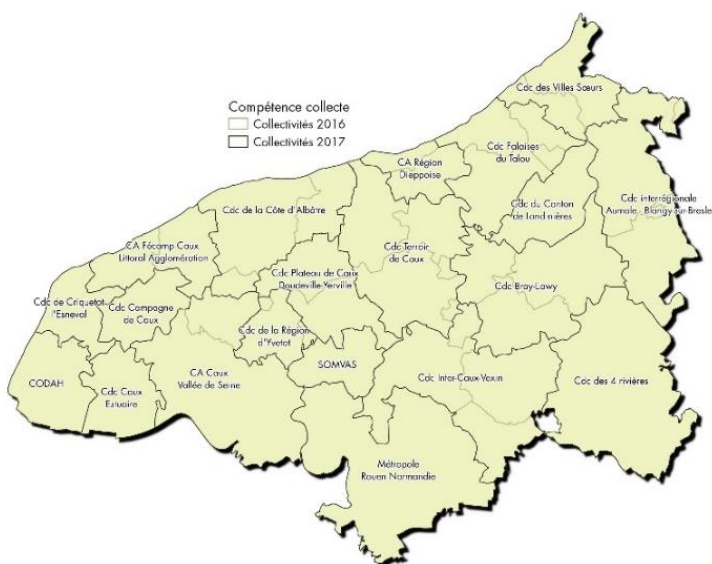 Compétence collecte
Collectivités 2016
Collectivités 2017
Cdc des Villes Sœurs
Cdc Falaises
du Talou
CA Région
Dieppoise
Cdc interrégionale
Aumale - Blangy-sur-Bresle
Cdc du Canton
de Londinières
Cdc de la Côte d'Albâtre
CA Fécamp Caux
Littoral Agglomération
Cdc Terroir
de Caux
Cdc Plateau de Caux
Doudeville Yerville
Cdc Bray-Eawy
Cdc de Criquetot
l'Esneval
Cdc Campagne
de Caux
Cdc de la Région
d'Yvetot
SOMVAS
CODAH
Cdc Caux
Estuaire
CA Caux
Vallée de Seine
Cdc Inter-Caux-Vexin
Cdc des 4 rivières
Métropole
Rouen Normandie